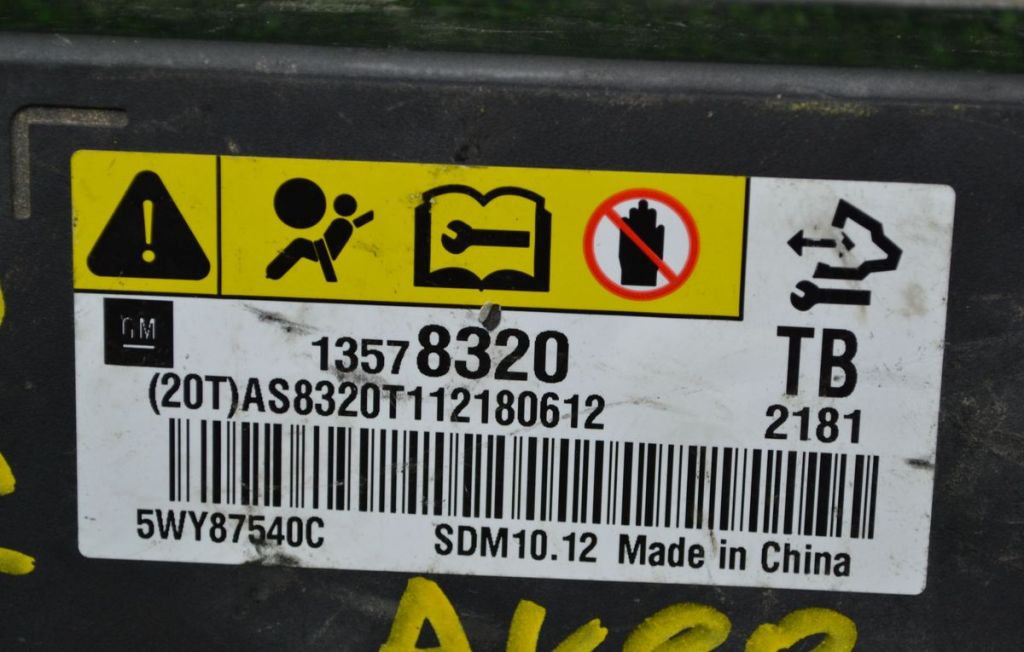 GM
13578320
TB
(20T)AS8320T112180612
2181
5WY87540C
SDM10.12 Made in China